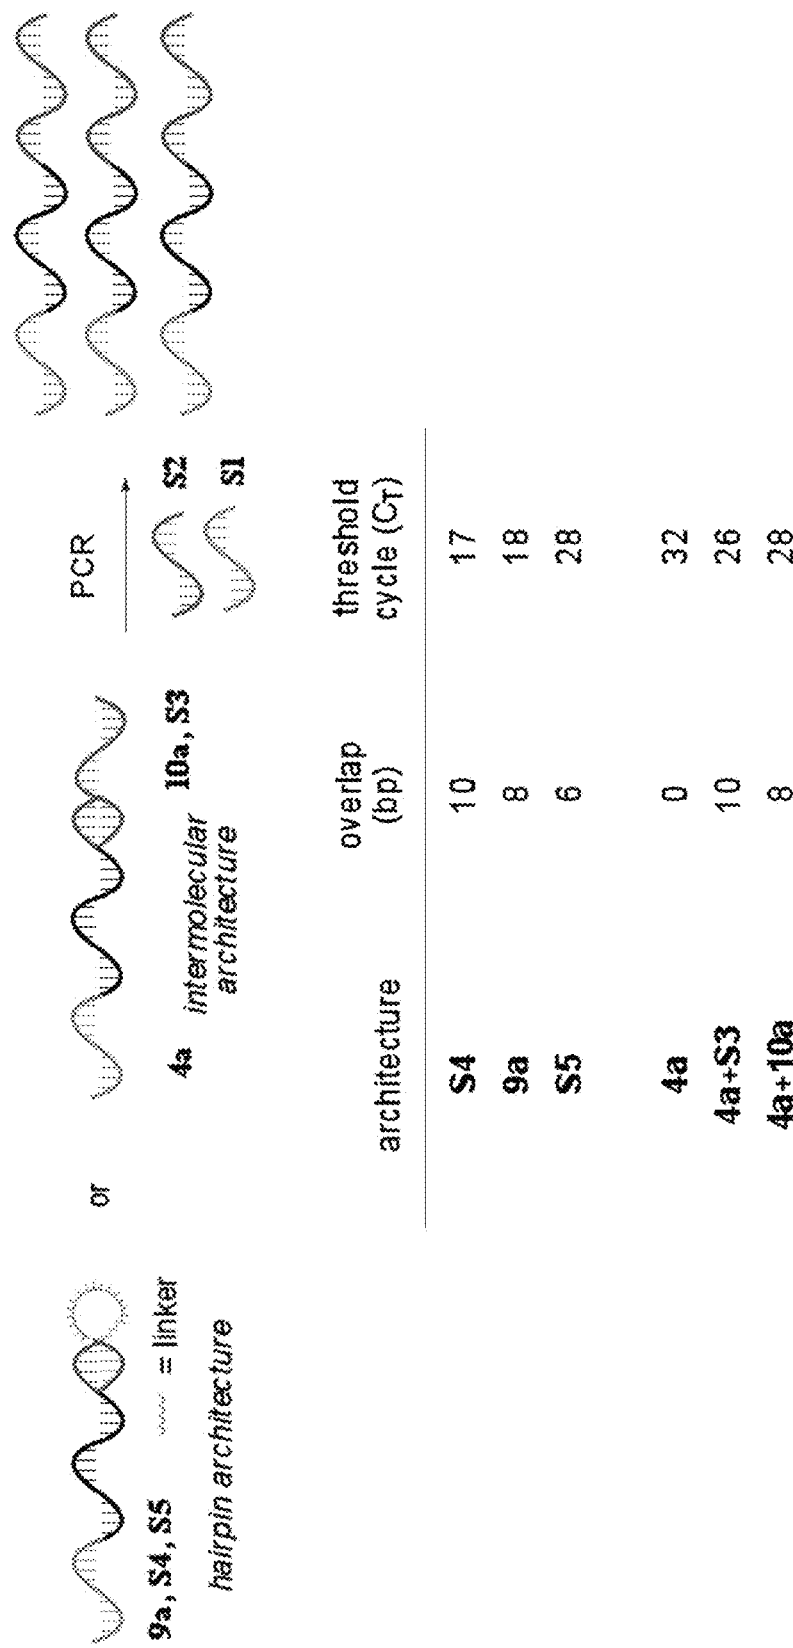 9a, S4, S5
= linker
hairpin architecture
or
4a
intermolecular
architecture
10a, S3
PCR
S2
S1
architecture
overlap
(bp)
threshold
cycle (CT)
S4 10 17
9a 8 18
S5 6 28
4a 0 32
4a+S3 10 26
4a+10a 8 28